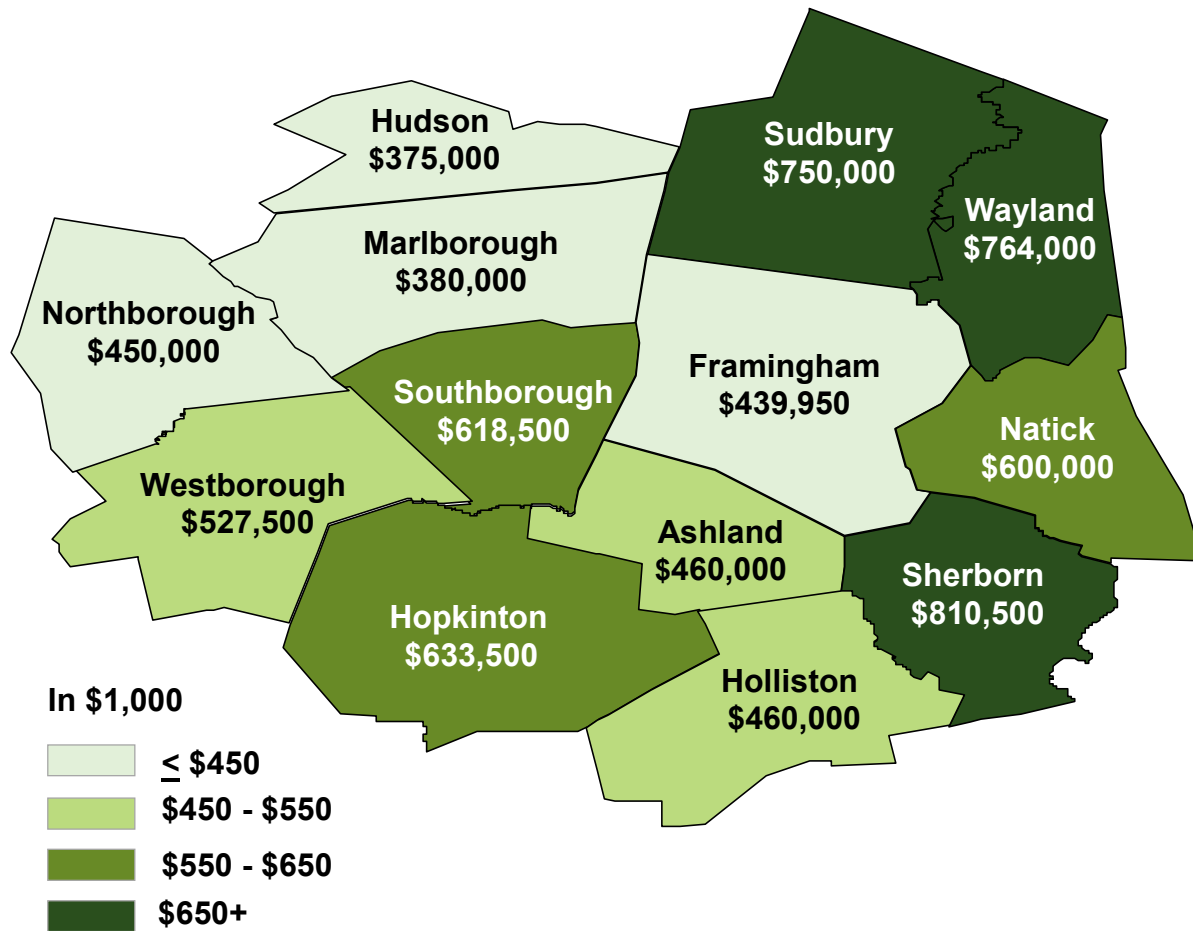 Hudson
$375,000
Sudbury
$750,000
Wayland
$764,000
Marlborough
$380,000
Northborough
$450,000
Framingham
$439,950
Southborough
$618,500
Natick
$600,000
Westborough
$527,500
Ashland
$460,000
Sherborn
$810,500
Hopkinton
$633,500
Holliston
$460,000
In $1,000
≤ $450
$450 - $550
$550 - $650
$650+